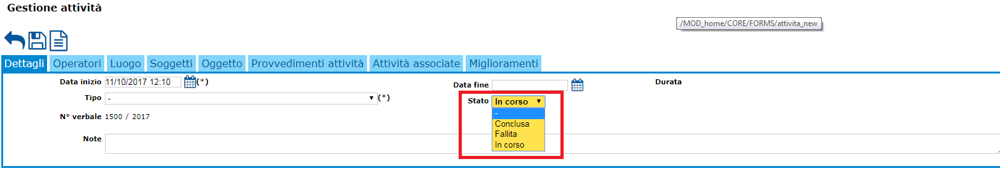 Gestione attività
/MOD_home/CORE/FORMS/attivita_new
Dettagli Operatori Luogo Soggetti Oggetto Provvedimenti attività Attività associate Miglioramenti
Data inizio 11/10/2017 12:10 (*) Data fine Durata
Tipo - (*) Stato In corso
-
N° verbale 1500 / 2017
Conclusa
Fallita
Note
In corso